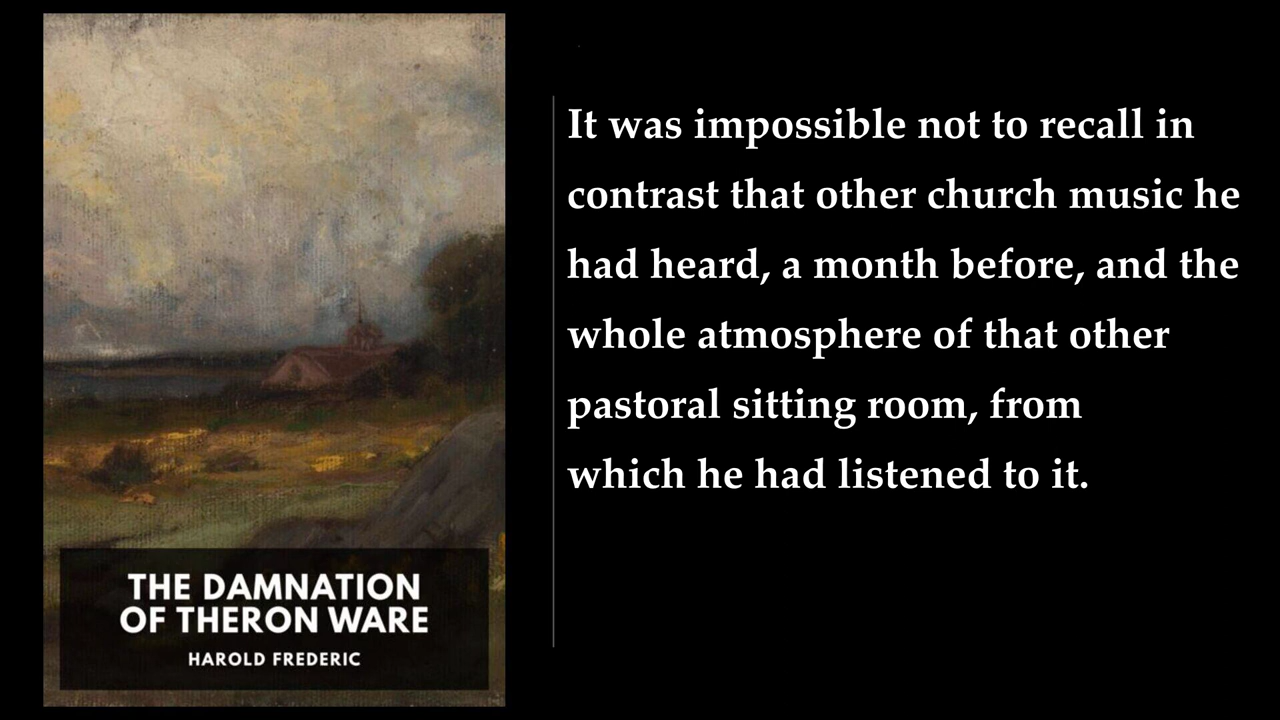 THE DAMNATION
OF THERON WARE
HAROLD FREDERIC
It was impossible not to recall in
contrast that other church music he
had heard, a month before, and the
whole atmosphere of that other
pastoral sitting room, from
which he had listened to it.